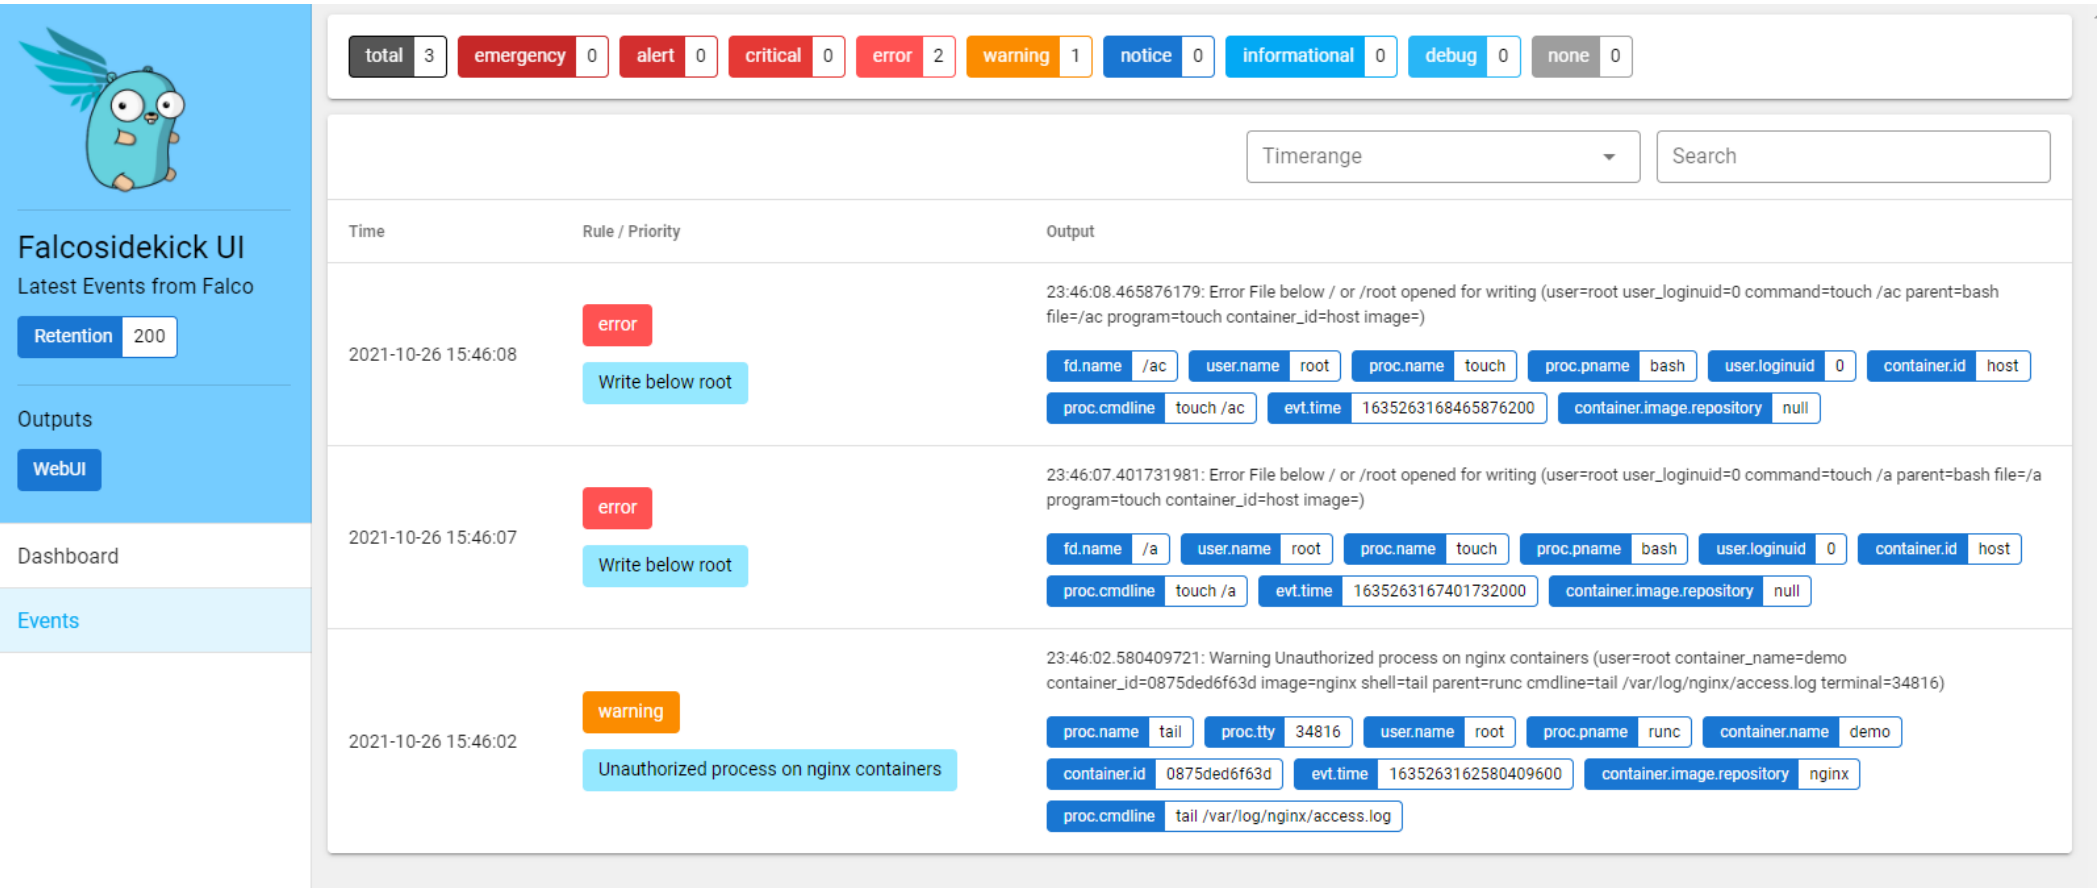 total 3 emergency 0 alert 0 critical 0 error 2 warning 1 notice 0 informational 0 debug 0 none 0
Timerange Search
Falcosidekick UI
Latest Events from Falco
Retention 200
Outputs
WebUI
Dashboard
Events
Time Rule / Priority Output
2021-10-26 15:46:08
error
Write below root
23:46:08.465876179: Error File below / or /root opened for writing (user=root user_loginuid=0 command=touch /ac parent=bash
file=/ac program=touch container_id=host image=)
fd.name /ac user.name root proc.name touch proc.pname bash user.loginuid 0 container.id host
proc.cmdline touch /ac evt.time 1635263168465876200 container.image.repository null
2021-10-26 15:46:07
error
Write below root
23:46:07.401731981: Error File below / or /root opened for writing (user=root user_loginuid=0 command=touch /a parent=bash file=/a
program=touch container_id=host image=)
fd.name /a user.name root proc.name touch proc.pname bash user.loginuid 0 container.id host
proc.cmdline touch /a evt.time 1635263167401732000 container.image.repository null
2021-10-26 15:46:02
warning
Unauthorized process on nginx containers
23:46:02.580409721: Warning Unauthorized process on nginx containers (user=root container_name=demo
container_id=0875ded6f63d image=nginx shell=tail parent=runc cmdline=tail /var/log/nginx/access.log terminal=34816)
proc.name tail proc.tty 34816 user.name root proc.pname runc container.name demo
container.id 0875ded6f63d evt.time 1635263162580409600 container.image.repository nginx
proc.cmdline tail /var/log/nginx/access.log